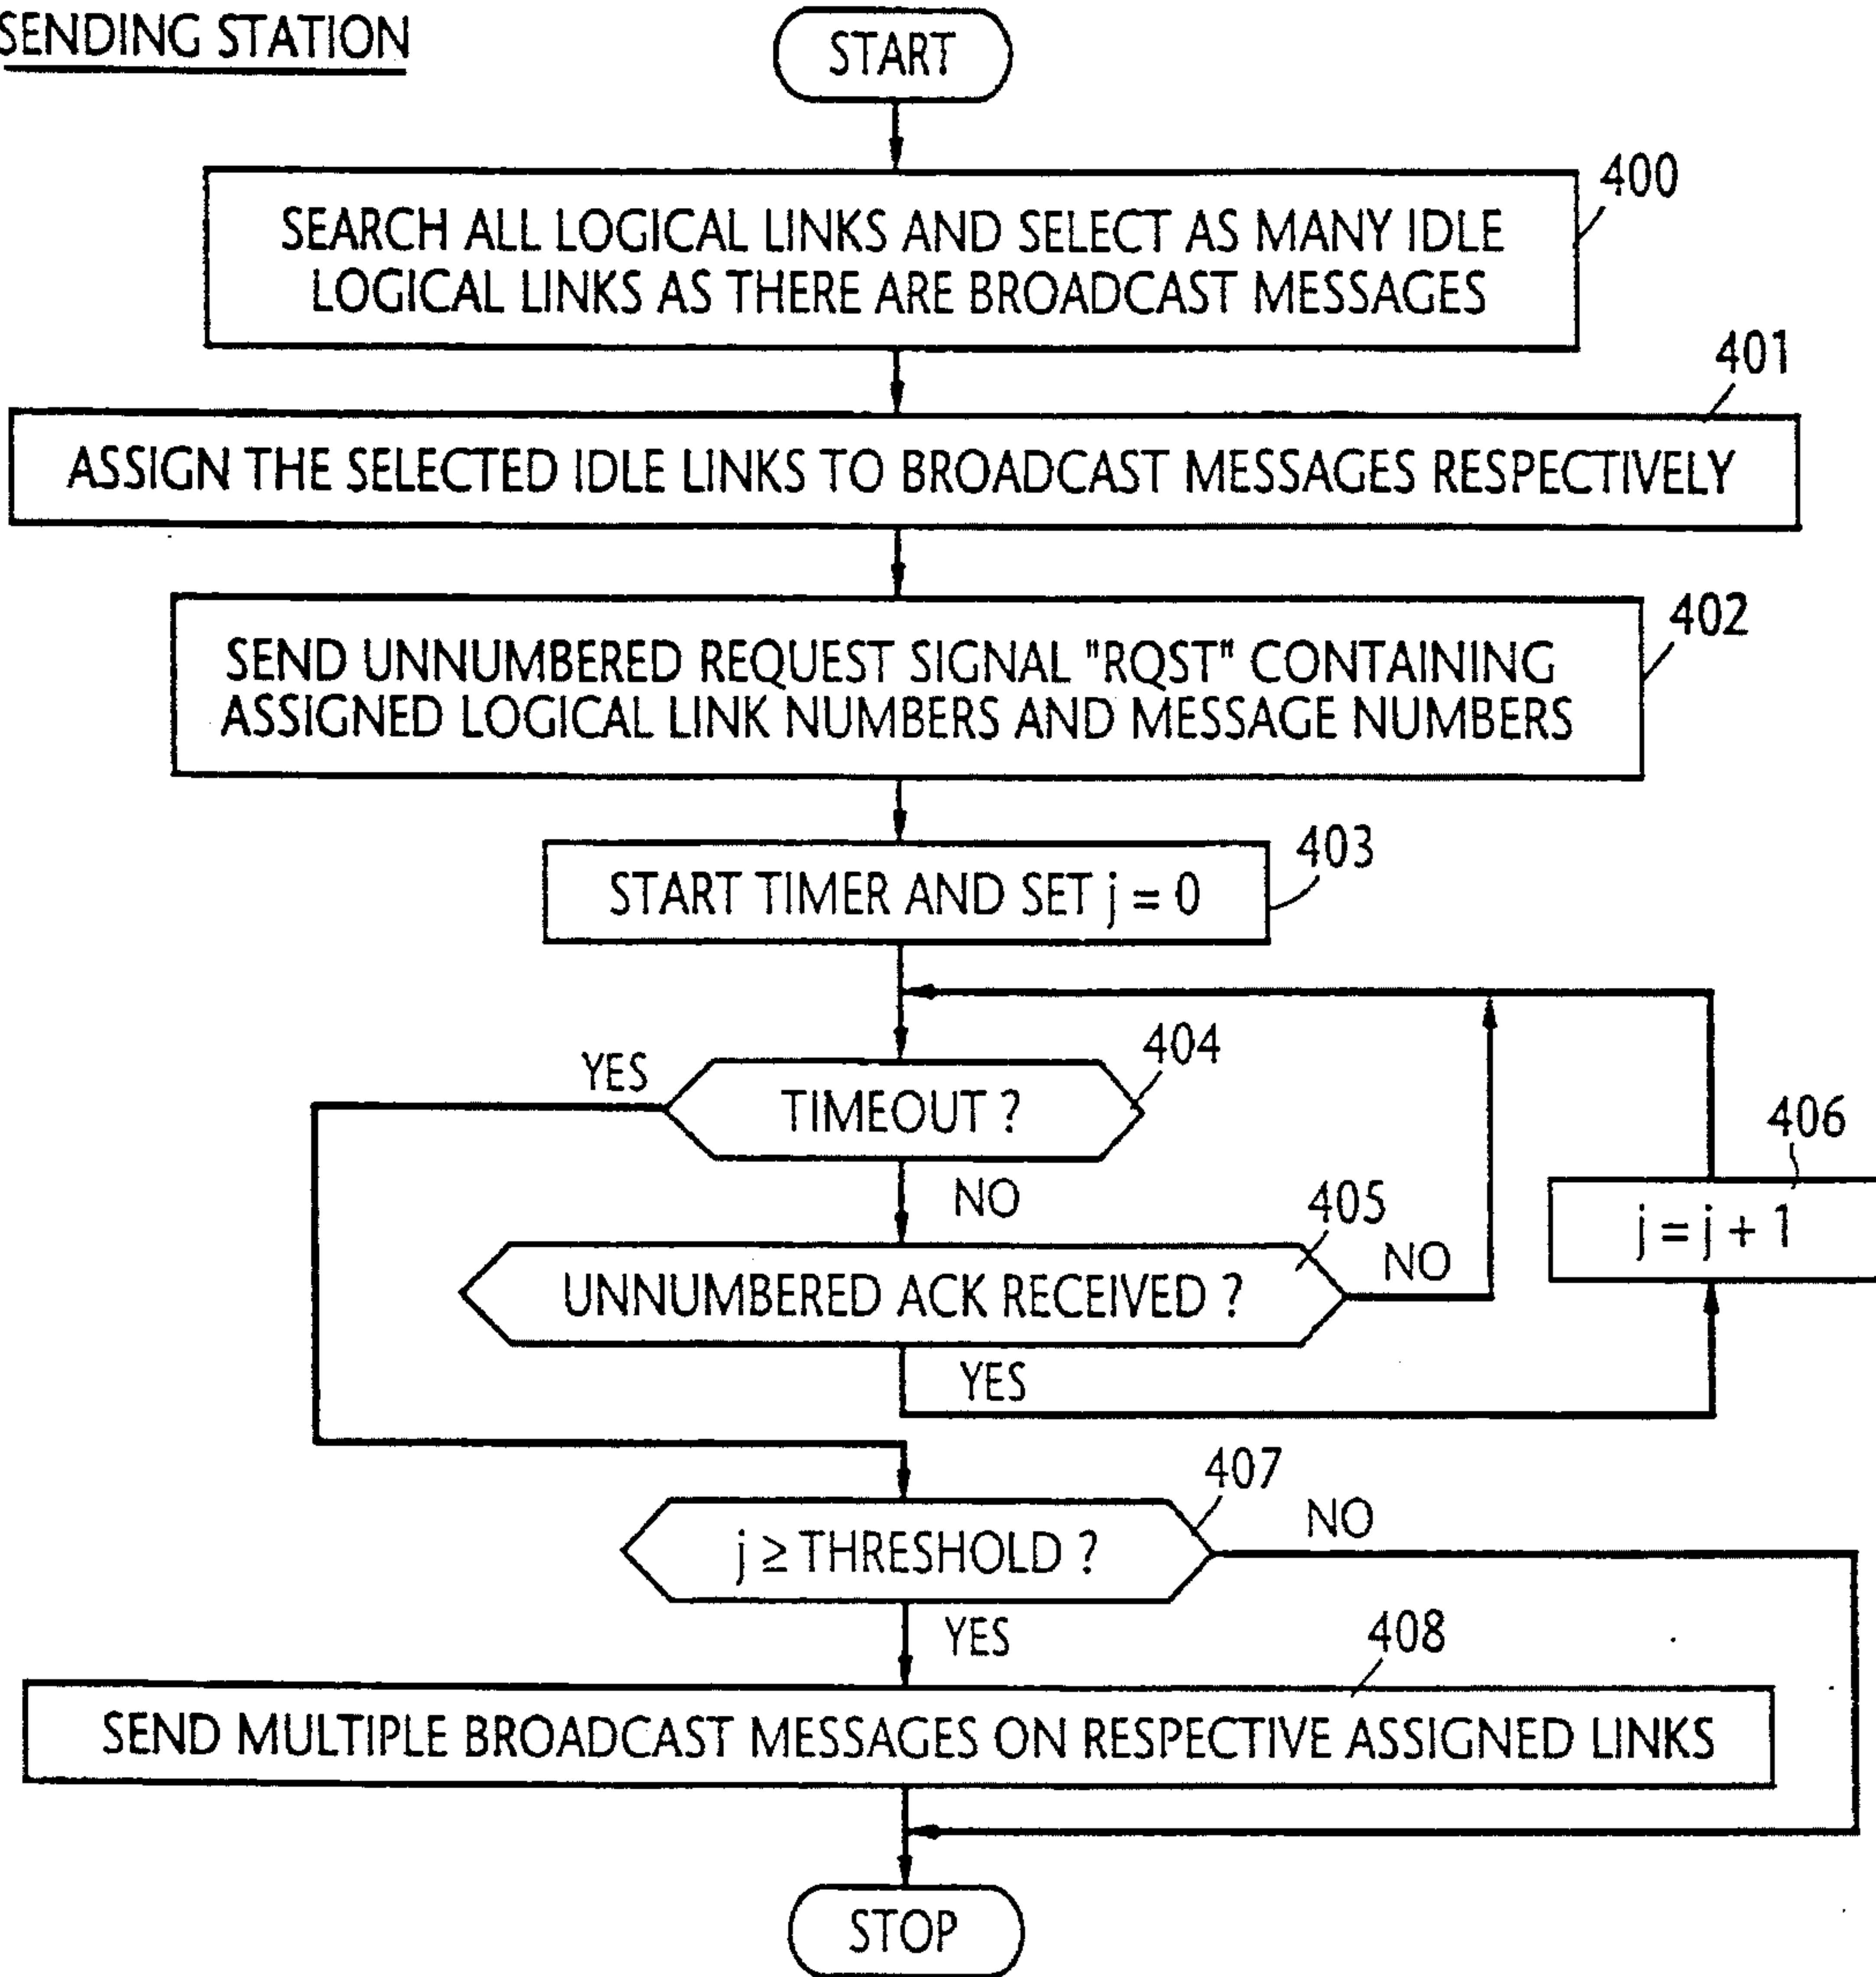 SENDING STATION
START
400
SEARCH ALL LOGICAL LINKS AND SELECT AS MANY IDLE
LOGICAL LINKS AS THERE ARE BROADCAST MESSAGES
401
ASSIGN THE SELECTED IDLE LINKS TO BROADCAST MESSAGES RESPECTIVELY
402
SEND UNNUMBERED REQUEST SIGNAL "RQST" CONTAINING
ASSIGNED LOGICAL LINK NUMBERS AND MESSAGE NUMBERS
403
START TIMER AND SET j = 0
404
YES
TIMEOUT ?
NO
406
j = j + 1
405
UNNUMBERED ACK RECEIVED ?
NO
YES
407
j ≥ THRESHOLD ?
NO
YES
408
SEND MULTIPLE BROADCAST MESSAGES ON RESPECTIVE ASSIGNED LINKS
STOP